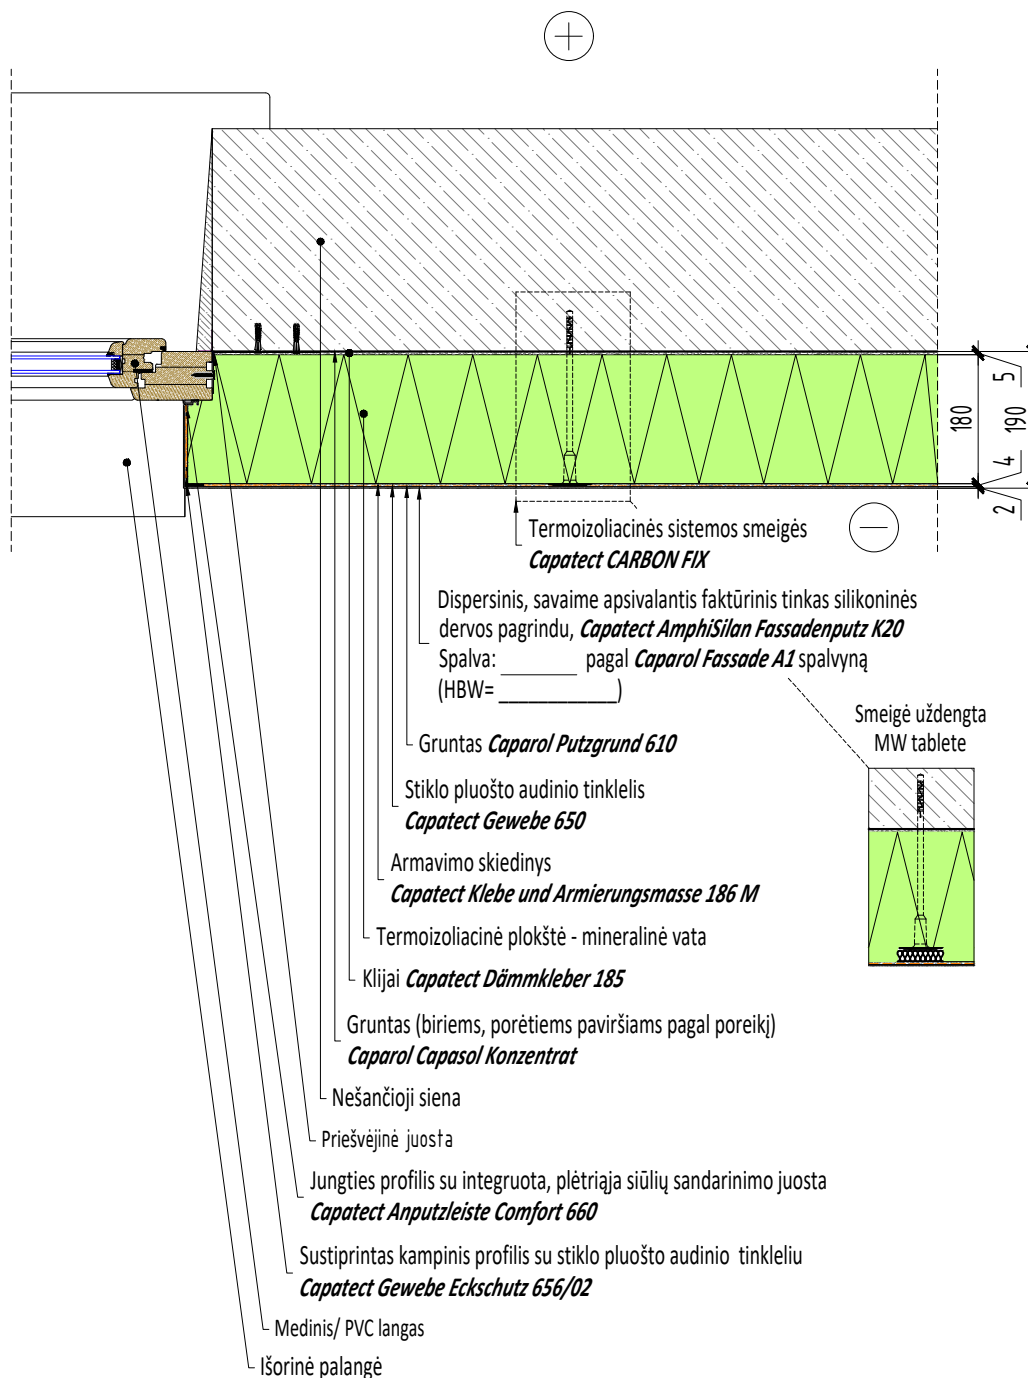 +
5
180
190
4
2
−
Termoizoliacinės sistemos smeigės
Capatect CARBON FIX
Dispersinis, savaime apsivalantis faktūrinis tinkas silikoninės
dervos pagrindu, Capatect AmphiSilan Fassadenputz K20
Spalva: ________ pagal Caparol Fassade A1 spalvyną
(HBW= ____________)
Smeigė uždengta
MW tablete
Gruntas Caparol Putzgrund 610
Stiklo pluošto audinio tinklelis
Capatect Gewebe 650
Armavimo skiedinys
Capatect Klebe und Armierungsmasse 186 M
Termoizoliacinė plokštė - mineralinė vata
Klijai Capatect Dämmkleber 185
Gruntas (biriems, porėtiems paviršiams pagal poreikį)
Caparol Capasol Konzentrat
Nešančioji siena
Priešvėjinė juosta
Jungties profilis su integruota, plėtriąja siūlių sandarinimo juosta
Capatect Anputzleiste Comfort 660
Sustiprintas kampinis profilis su stiklo pluošto audinio tinkleliu
Capatect Gewebe Eckschutz 656/02
Medinis/ PVC langas
Išorinė palangė